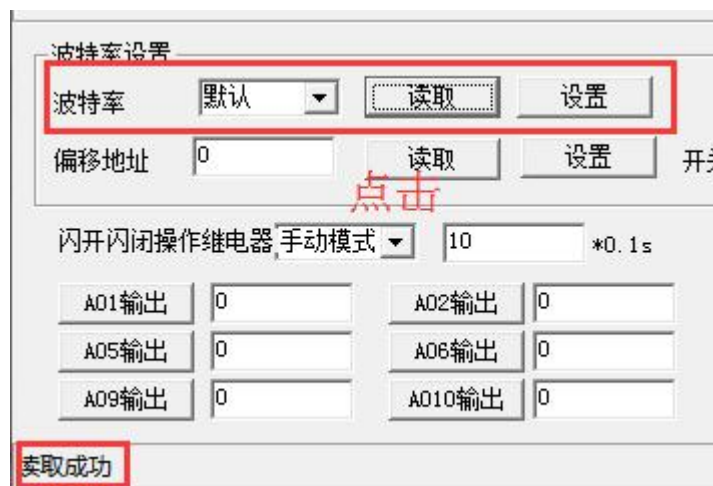 波特率设置
波特率 默认 读取 设置
偏移地址 0 读取 设置 开
点击
闪开闪闭操作继电器 手动模式 10 *0.1s
A01输出 0 A02输出 0
A05输出 0 A06输出 0
A09输出 0 A010输出 0
读取成功